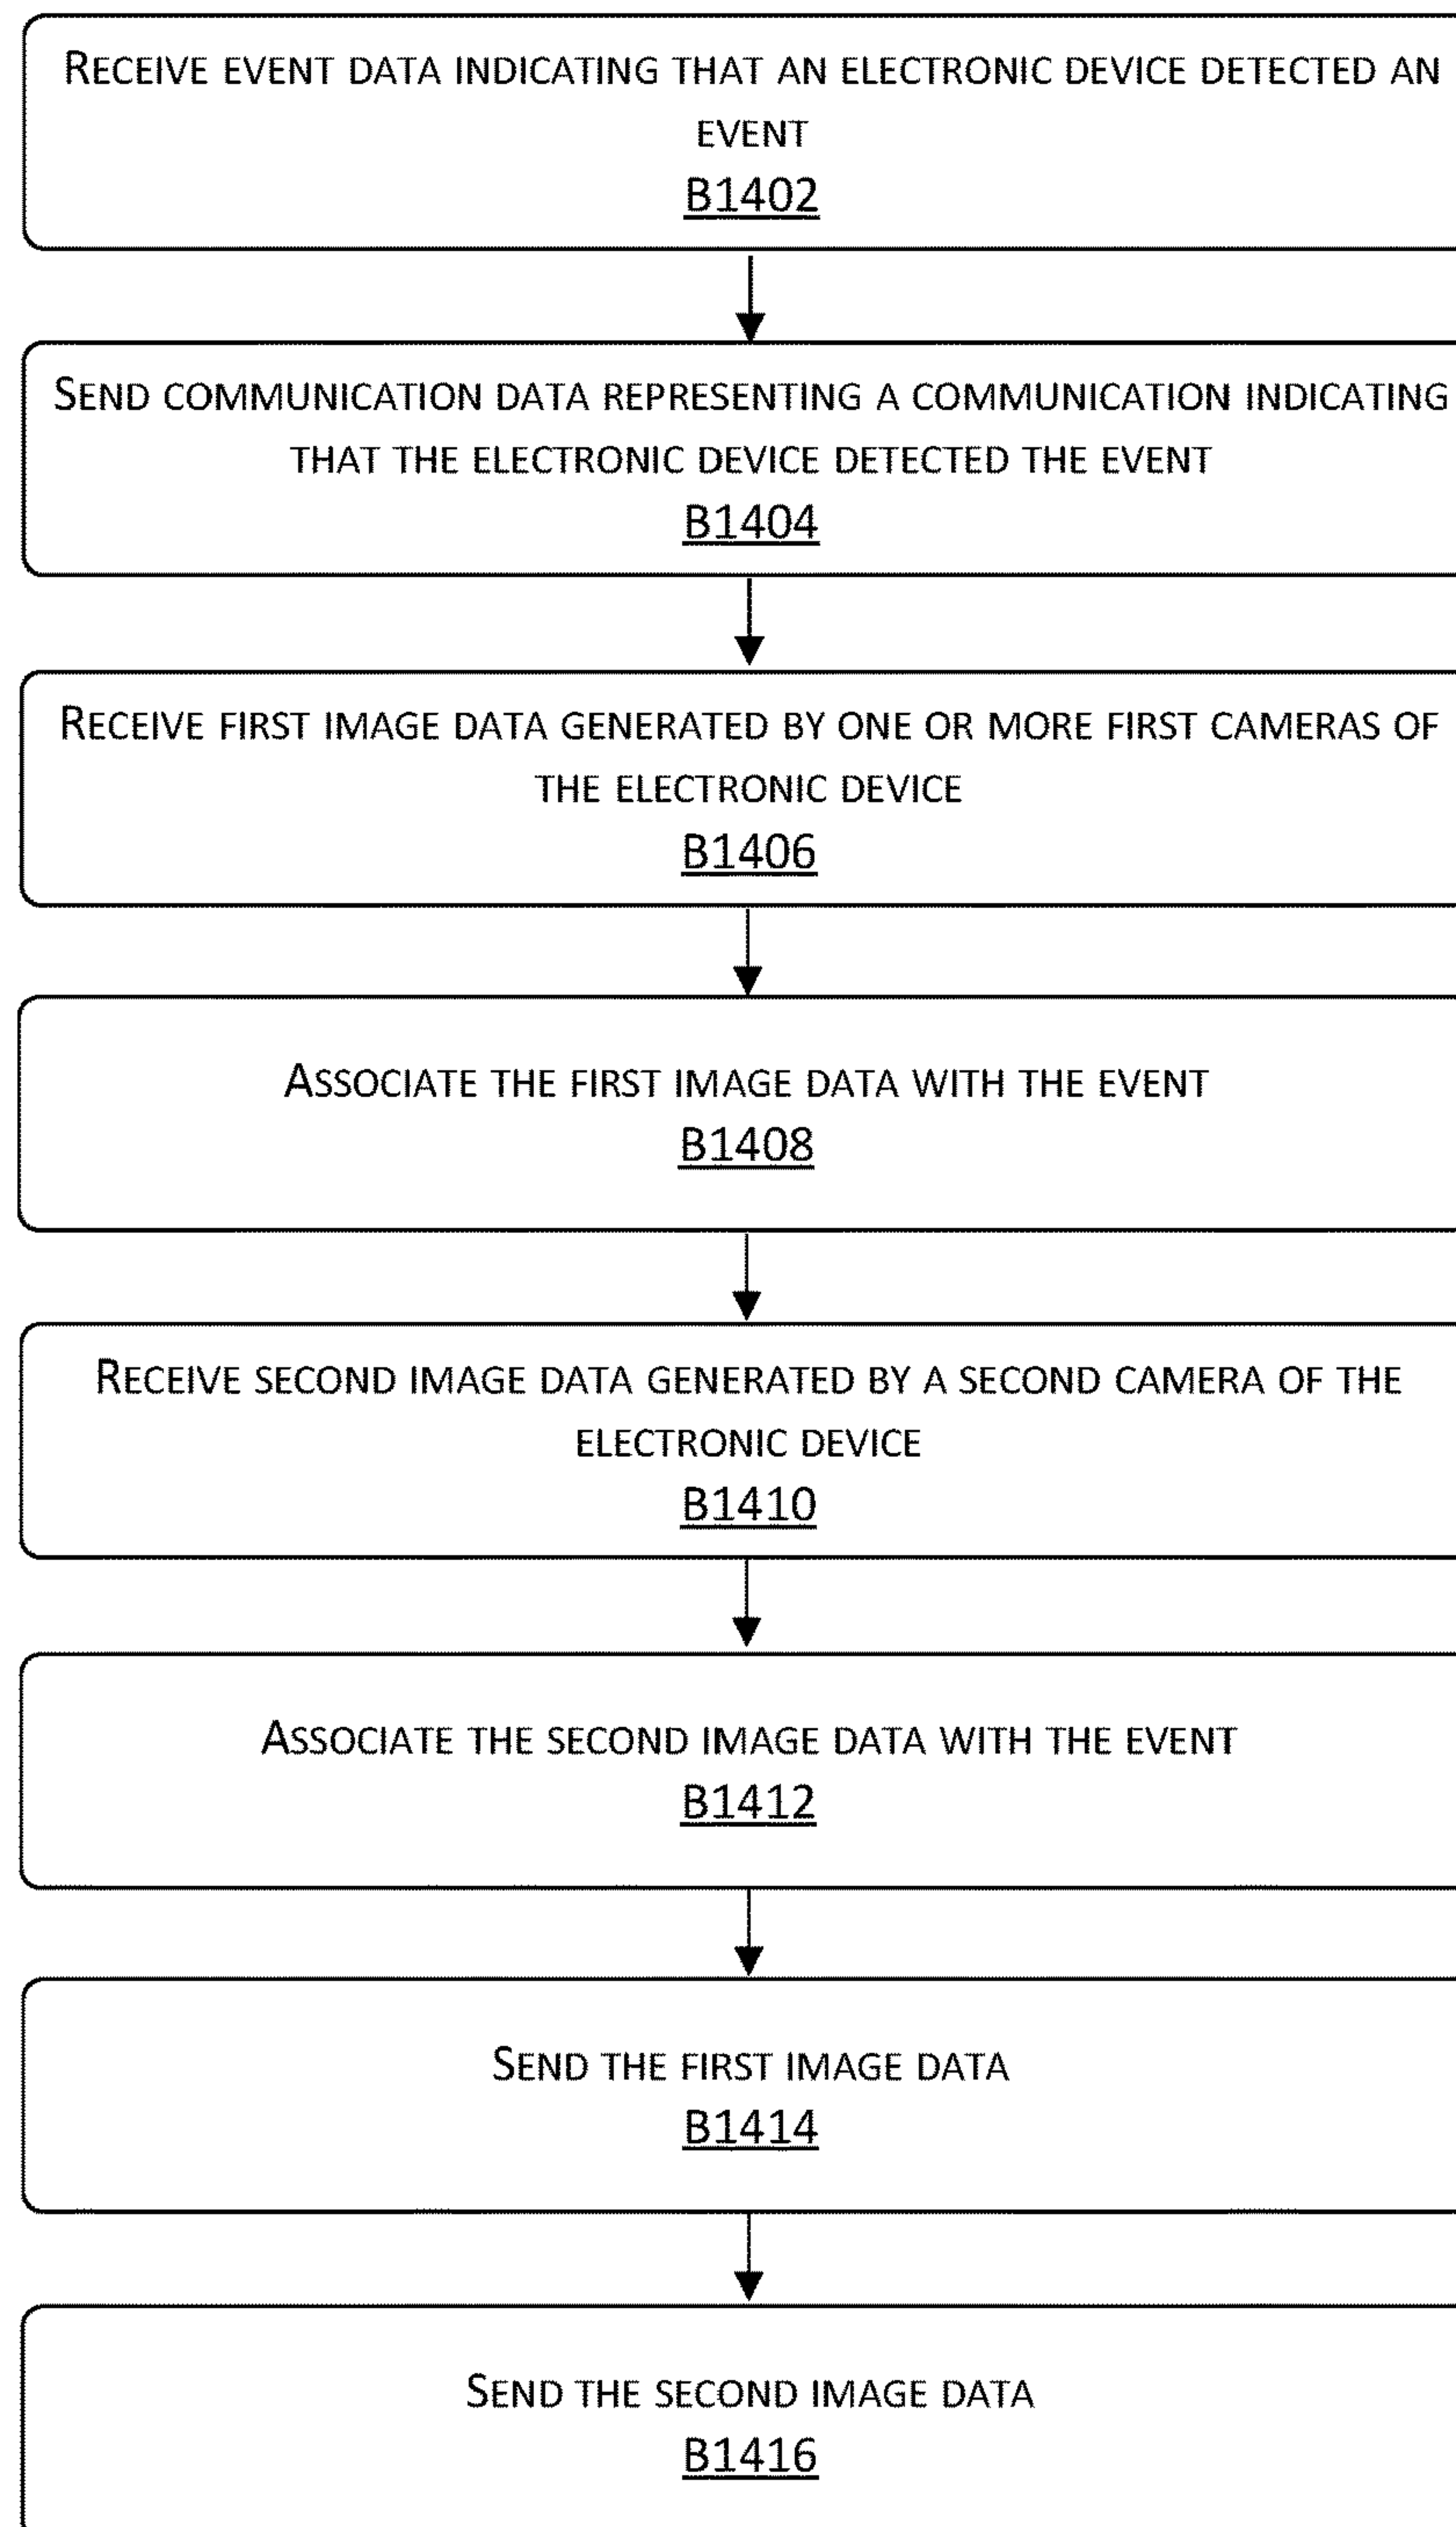 RECEIVE EVENT DATA INDICATING THAT AN ELECTRONIC DEVICE DETECTED AN
EVENT
B1402
SEND COMMUNICATION DATA REPRESENTING A COMMUNICATION INDICATING
THAT THE ELECTRONIC DEVICE DETECTED THE EVENT
B1404
RECEIVE FIRST IMAGE DATA GENERATED BY ONE OR MORE FIRST CAMERAS OF
THE ELECTRONIC DEVICE
B1406
ASSOCIATE THE FIRST IMAGE DATA WITH THE EVENT
B1408
RECEIVE SECOND IMAGE DATA GENERATED BY A SECOND CAMERA OF THE
ELECTRONIC DEVICE
B1410
ASSOCIATE THE SECOND IMAGE DATA WITH THE EVENT
B1412
SEND THE FIRST IMAGE DATA
B1414
SEND THE SECOND IMAGE DATA
B1416